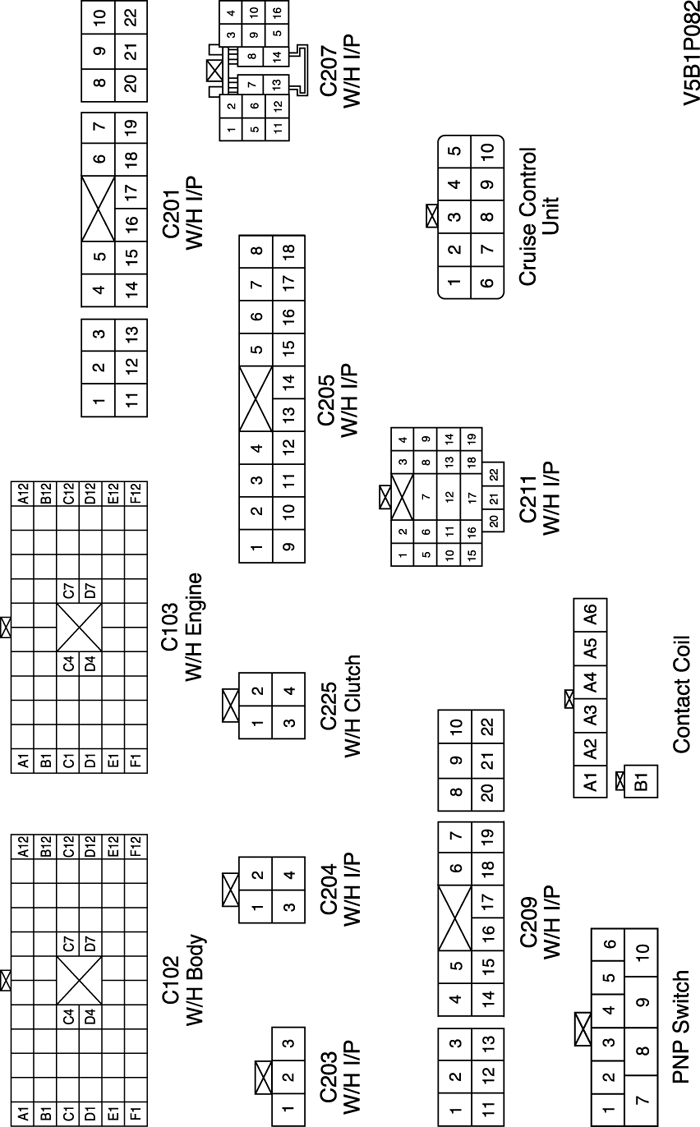 A1 A12
B1 B12
C1 C4 C7 C12
D1 D4 D7 D12
E1 E12
F1 F12
C102
W/H Body
A1 A12
B1 B12
C1 C4 C7 C12
D1 D4 D7 D12
E1 E12
F1 F12
C103
W/H Engine
1 2 3 4 5 6 7 8 9 10
11 12 13 14 15 16 17 18 19 20 21 22
C201
W/H I/P
1 2 3
C203
W/H I/P
1 2
3 4
C204
W/H I/P
1 2
3 4
C225
W/H Clutch
1 2 3 4 5 6 7 8
9 10 11 12 13 14 15 16 17 18
C205
W/H I/P
1 2 3 4
5 6 7 8 9 10
11 12 13 14 5 16
C207
W/H I/P
1 2 3 4 5 6 7 8 9 10
11 12 13 14 15 16 17 18 19 20 21 22
C209
W/H I/P
1 2 3 4
5 6 7 8 9
10 11 12 13 14
15 16 17 18 19
20 21 22
C211
W/H I/P
1 2 3 4 5
6 7 8 9 10
Cruise Control
Unit
1 2 3 4 5 6
7 8 9 10
PNP Switch
A1 A2 A3 A4 A5 A6
B1
Contact Coil
V5B1P082